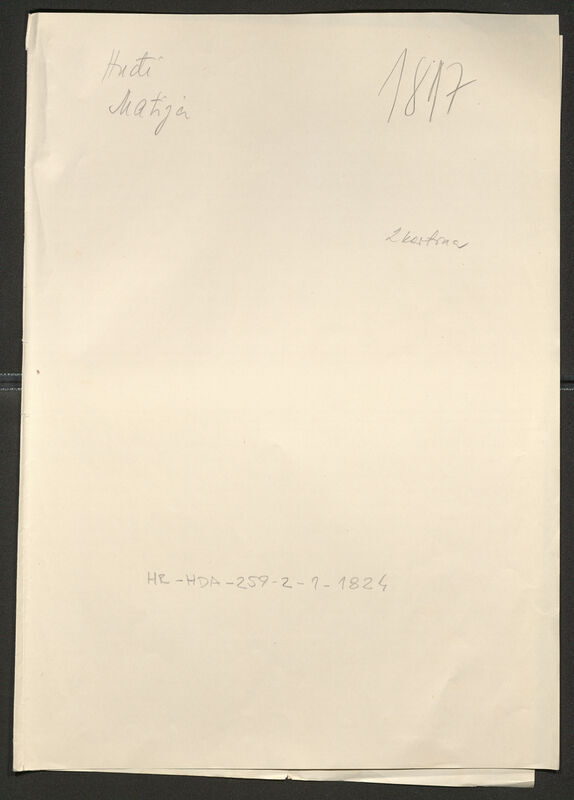 Hudi
Matija
1817
2 kartona
HR-HDA-259-2-1-1824